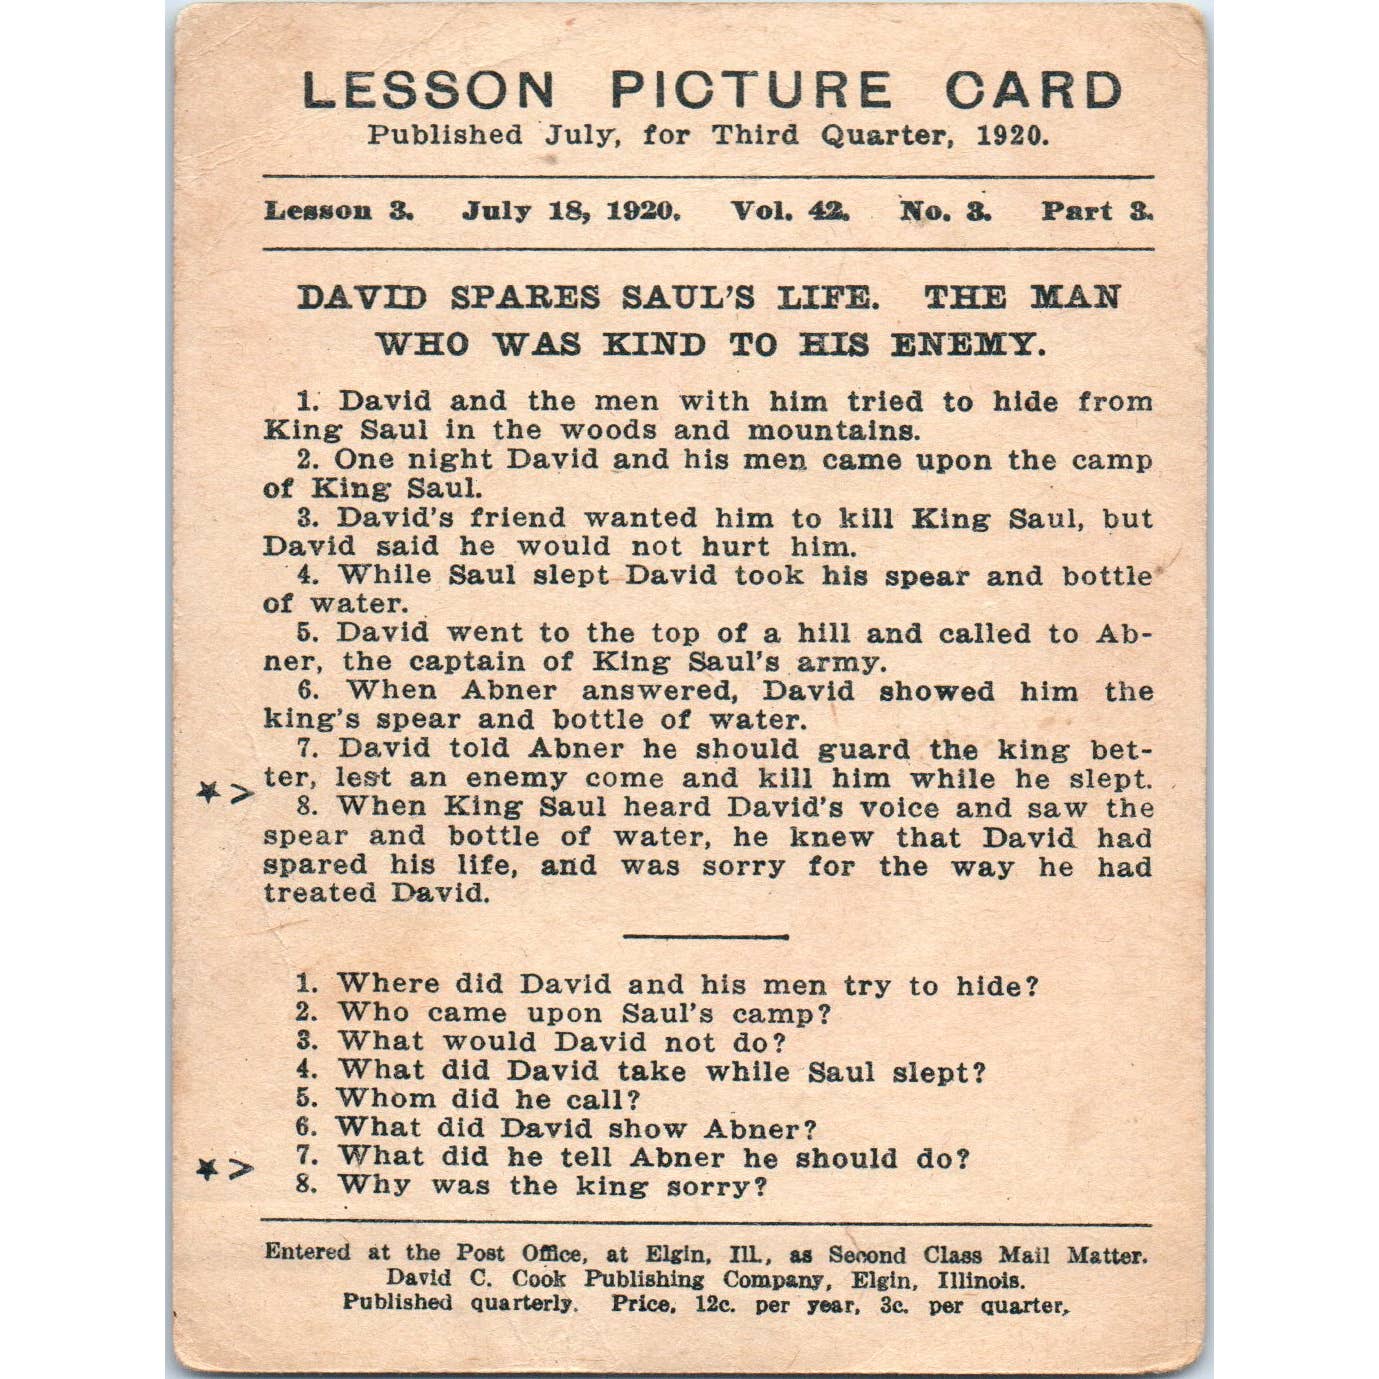 LESSON PICTURE CARD
Published July, for Third Quarter, 1920.
Lesson 3. July 18, 1920. Vol. 42. No. 3. Part 3.
DAVID SPARES SAUL'S LIFE. THE MAN
WHO WAS KIND TO HIS ENEMY.
1. David and the men with him tried to hide from
King Saul in the woods and mountains.
2. One night David and his men came upon the camp
of King Saul.
3. David's friend wanted him to kill King Saul, but
David said he would not hurt him.
4. While Saul slept David took his spear and bottle
of water.
5. David went to the top of a hill and called to Ab-
ner, the captain of King Saul's army.
6. When Abner answered, David showed him the
king's spear and bottle of water.
7. David told Abner he should guard the king bet-
★> ter, lest an enemy come and kill him while he slept.
8. When King Saul heard David's voice and saw the
spear and bottle of water, he knew that David had
spared his life, and was sorry for the way he had
treated David.
1. Where did David and his men try to hide?
2. Who came upon Saul's camp?
3. What would David not do?
4. What did David take while Saul slept?
5. Whom did he call?
6. What did David show Abner?
★> 7. What did he tell Abner he should do?
8. Why was the king sorry?
Entered at the Post Office, at Elgin, Ill., as Second Class Mail Matter.
David C. Cook Publishing Company, Elgin, Illinois.
Published quarterly. Price, 12c. per year, 3c. per quarter.